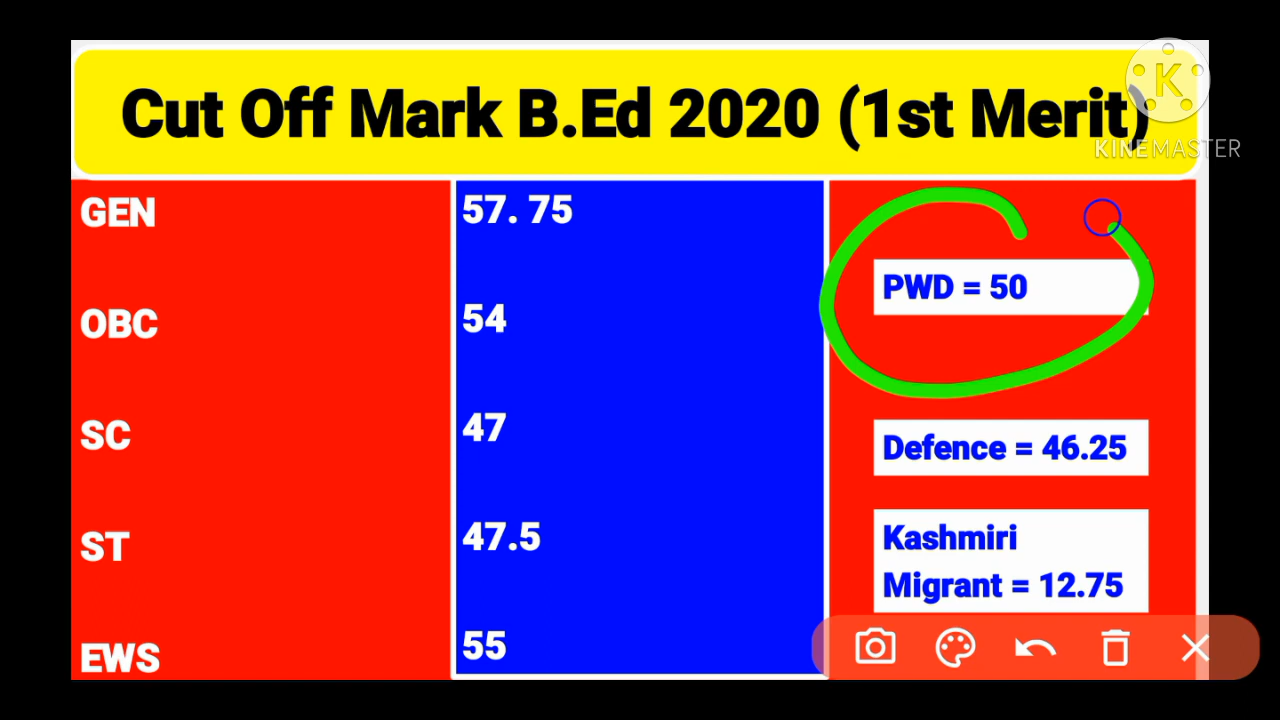 Cut Off Mark B.Ed 2020 (1st Merit)
K
KINEMASTER
GEN
57. 75
OBC
54
SC
47
ST
47.5
EWS
55
PWD = 50
Defence = 46.25
Kashmiri
Migrant = 12.75